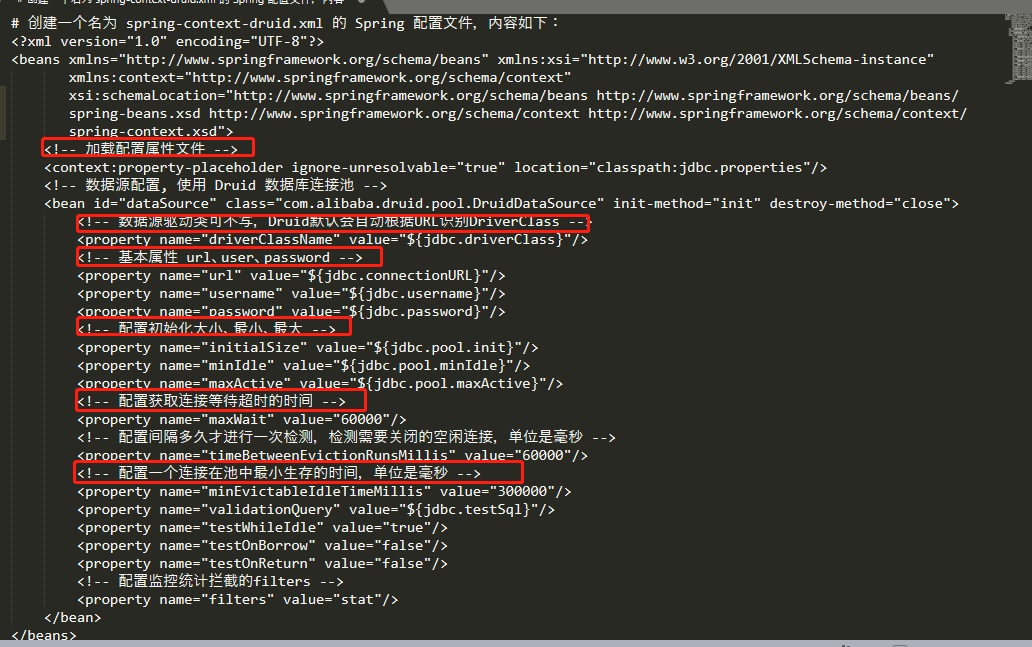 # 创建一个名为 spring-context-druid.xml 的 Spring 配置文件, 内容
# 创建一个名为 spring-context-druid.xml 的 Spring 配置文件, 内容如下：
<?xml version="1.0" encoding="UTF-8"?>
<beans xmlns="http://www.springframework.org/schema/beans" xmlns:xsi="http://www.w3.org/2001/XMLSchema-instance"
xmlns:context="http://www.springframework.org/schema/context"
xsi:schemaLocation="http://www.springframework.org/schema/beans http://www.springframework.org/schema/beans/
spring-beans.xsd http://www.springframework.org/schema/context http://www.springframework.org/schema/context/
spring-context.xsd">
<!-- 加载配置属性文件 -->
<context:property-placeholder ignore-unresolvable="true" location="classpath:jdbc.properties"/>
<!-- 数据源配置, 使用 Druid 数据库连接池 -->
<bean id="dataSource" class="com.alibaba.druid.pool.DruidDataSource" init-method="init" destroy-method="close">
<!-- 数据源驱动类可不写, Druid默认会自动根据URL识别DriverClass -->
<property name="driverClassName" value="${jdbc.driverClass}"/>
<!-- 基本属性 url、user、password -->
<property name="url" value="${jdbc.connectionURL}"/>
<property name="username" value="${jdbc.username}"/>
<property name="password" value="${jdbc.password}"/>
<!-- 配置初始化大小、最小、最大 -->
<property name="initialSize" value="${jdbc.pool.init}"/>
<property name="minIdle" value="${jdbc.pool.minIdle}"/>
<property name="maxActive" value="${jdbc.pool.maxActive}"/>
<!-- 配置获取连接等待超时的时间 -->
<property name="maxWait" value="60000"/>
<!-- 配置间隔多久才进行一次检测, 检测需要关闭的空闲连接, 单位是毫秒 -->
<property name="timeBetweenEvictionRunsMillis" value="60000"/>
<!-- 配置一个连接在池中最小生存的时间, 单位是毫秒 -->
<property name="minEvictableIdleTimeMillis" value="300000"/>
<property name="validationQuery" value="${jdbc.testSql}"/>
<property name="testWhileIdle" value="true"/>
<property name="testOnBorrow" value="false"/>
<property name="testOnReturn" value="false"/>
<!-- 配置监控统计拦截的filters -->
<property name="filters" value="stat"/>
</bean>
</beans>